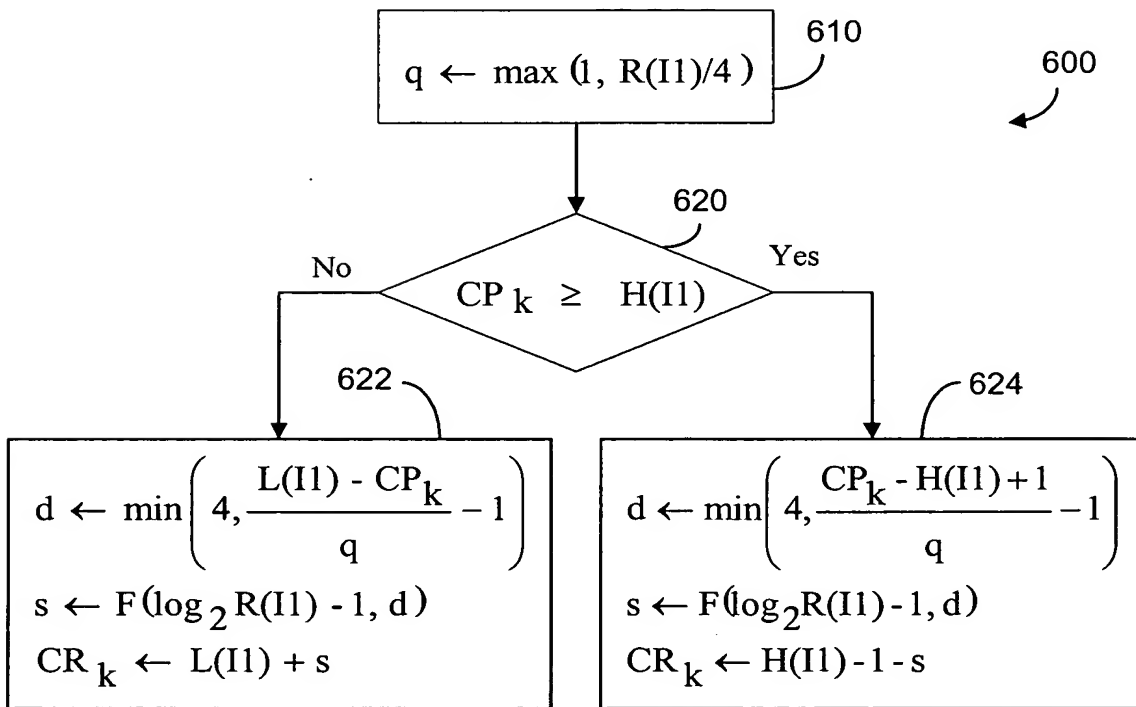 q ← max (1, R(I1)/4 )
610
600
620
No
Yes
CP k ≥ H(I1)
622
624
d ← min( 4, L(I1) - CP k / q − 1 )
s ← F(log 2 R(I1) - 1, d)
CR k ← L(I1) + s
d ← min( 4, CP k - H(I1) + 1 / q − 1 )
s ← F(log 2 R(I1) - 1, d)
CR k ← H(I1) - 1 - s